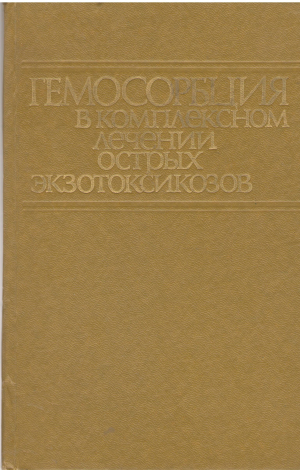 ГЕМОСОРБЦИЯ
В КОМПЛЕКСНОМ
ЛЕЧЕНИИ
ОСТРЫХ
ЭКЗОТОКСИКОЗОВ